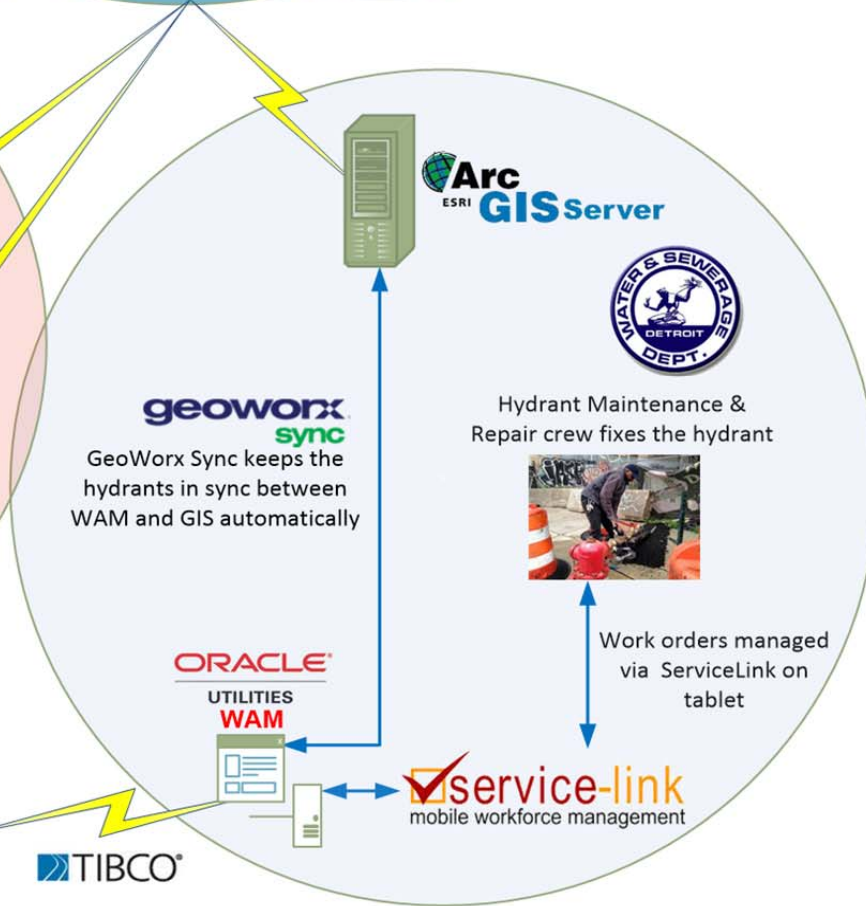 Arc
ESRI GIS Server
WATER & SEWERAGE
DETROIT
DEPT.
geoworx
sync
GeoWorx Sync keeps the
hydrants in sync between
WAM and GIS automatically
Hydrant Maintenance &
Repair crew fixes the hydrant
Work orders managed
via ServiceLink on
tablet
ORACLE®
UTILITIES
WAM
service-link
mobile workforce management
TIBCO®